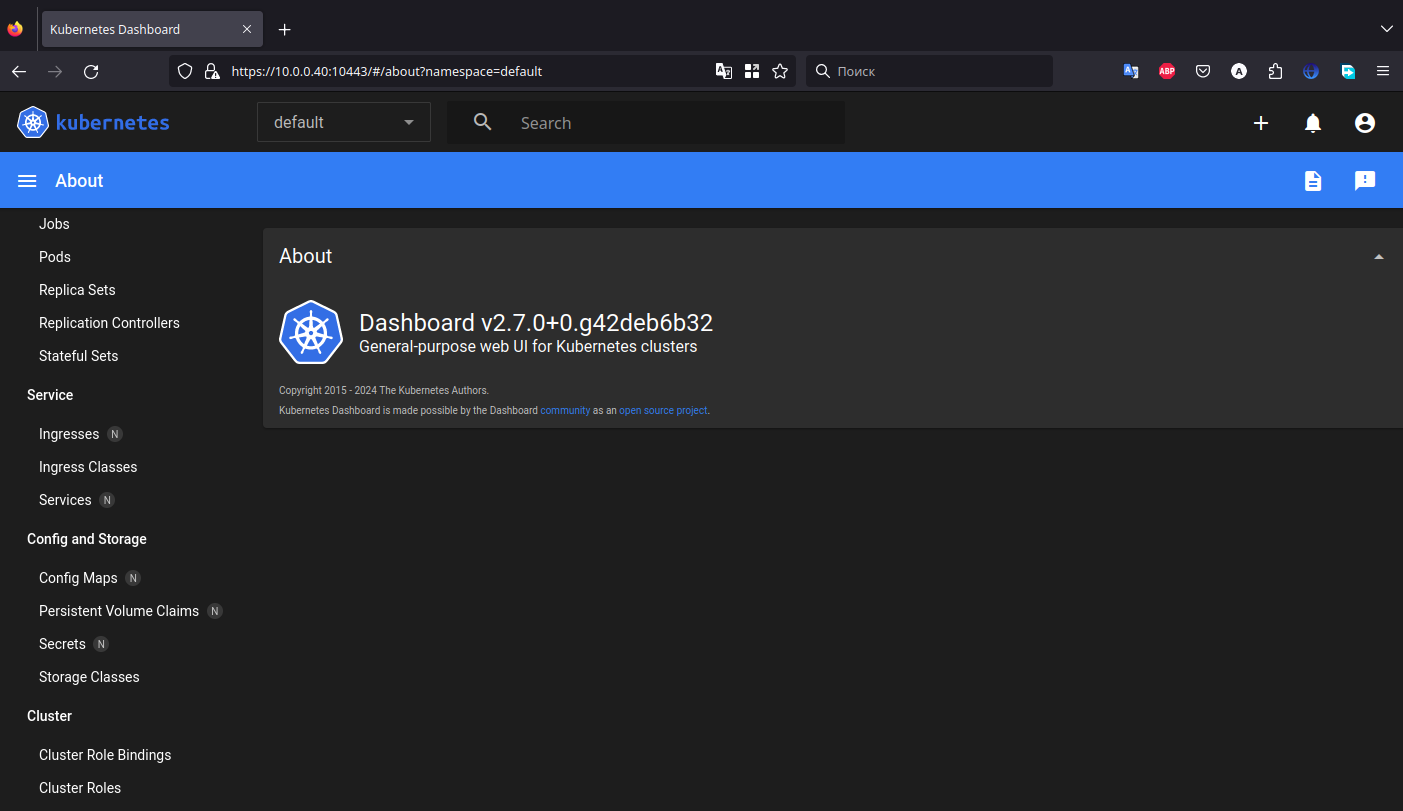 Kubernetes Dashboard
https://10.0.0.40:10443/#/about?namespace=default
Поиск
ABP
A
kubernetes
default
Search
About
Jobs
Pods
Replica Sets
Replication Controllers
Stateful Sets
Service
Ingresses N
Ingress Classes
Services N
Config and Storage
Config Maps N
Persistent Volume Claims N
Secrets N
Storage Classes
Cluster
Cluster Role Bindings
Cluster Roles
About
Dashboard v2.7.0+0.g42deb6b32
General-purpose web UI for Kubernetes clusters
Copyright 2015 - 2024 The Kubernetes Authors.
Kubernetes Dashboard is made possible by the Dashboard community as an open source project.